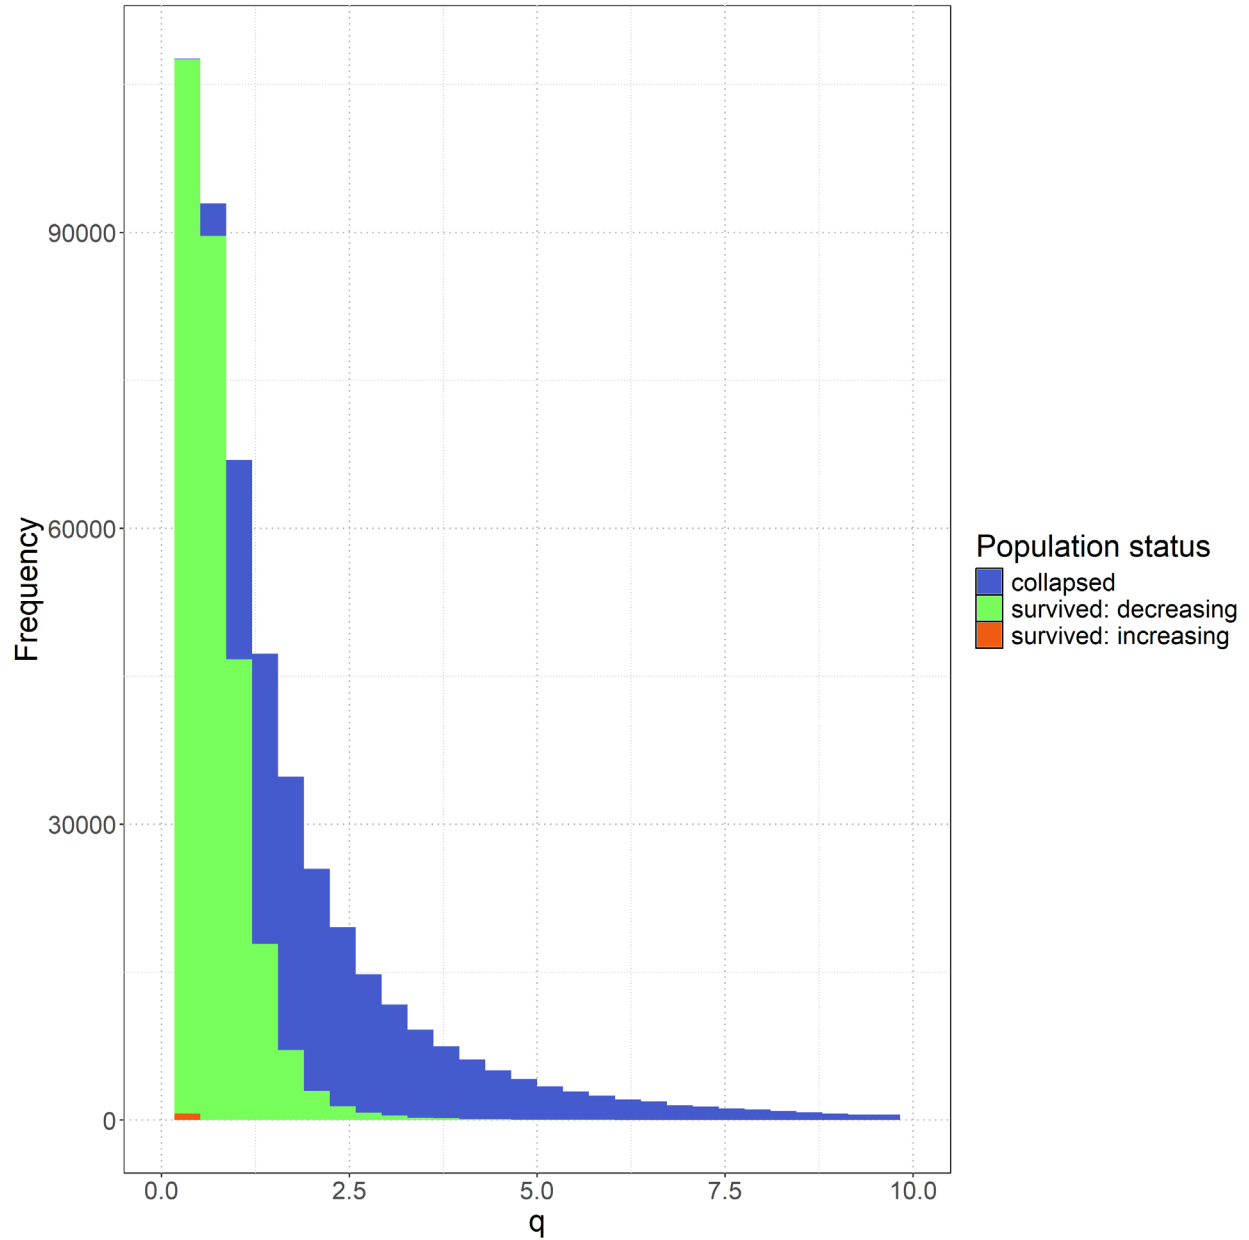 90000
60000
30000
0
Frequency
0.0 2.5 5.0 7.5 10.0
q
Population status
collapsed
survived: decreasing
survived: increasing